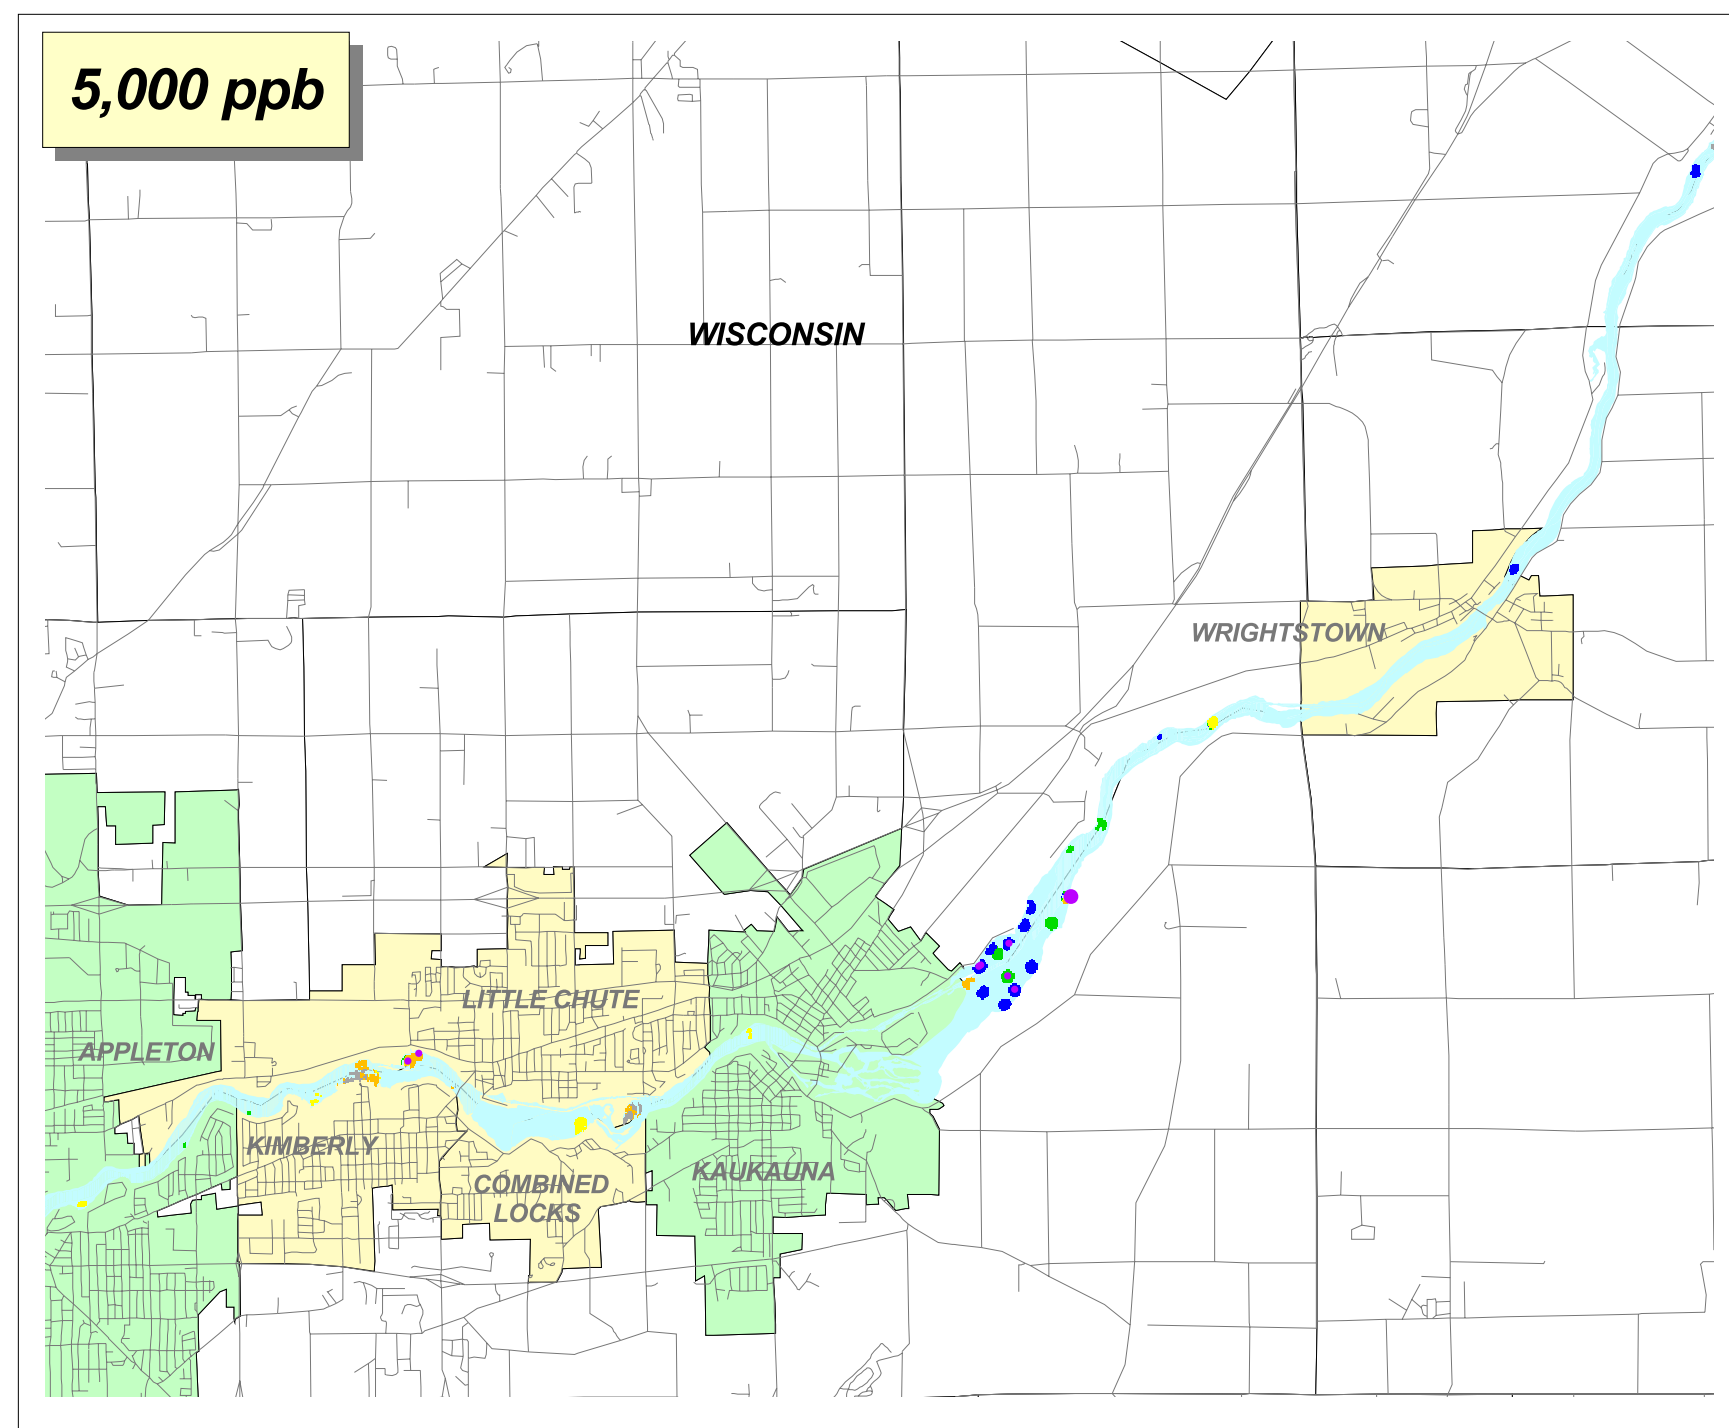 5,000 ppb
WISCONSIN
WRIGHTSTOWN
LITTLE CHUTE
APPLETON
KIMBERLY
COMBINED
LOCKS
KAUKAUNA